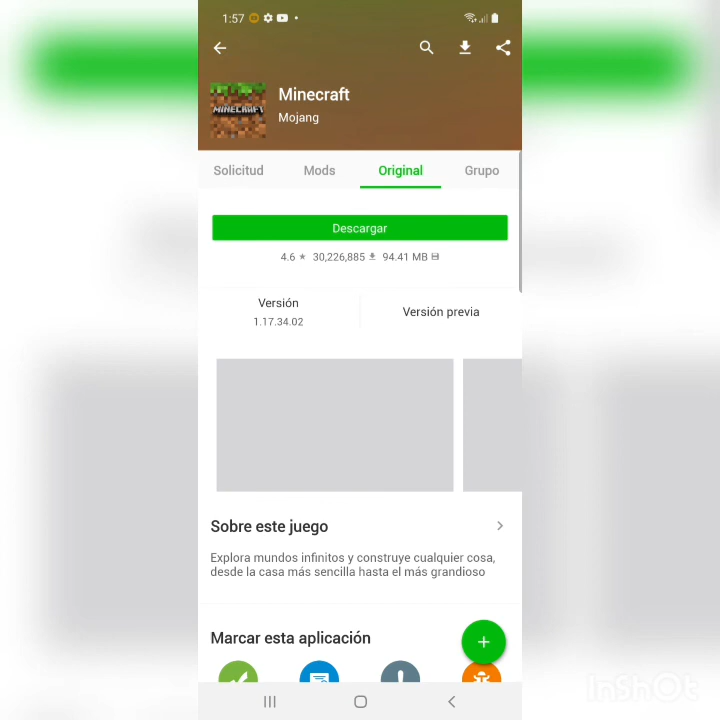 1:57
Minecraft
MINECRAFT
Mojang
Solicitud Mods Original Grupo
Descargar
4.6 ★ 30,226,885 94.41 MB
Versión
1.17.34.02
Versión previa
Sobre este juego
Explora mundos infinitos y construye cualquier cosa,
desde la casa más sencilla hasta el más grandioso
Marcar esta aplicación
+
InShOt